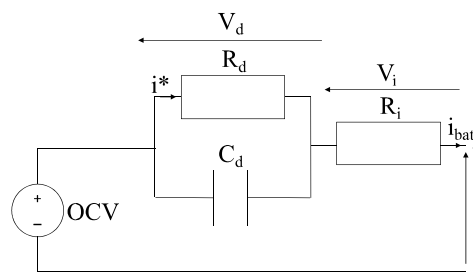 V_d
R_d
i*
V_i
R_i
i_bat
C_d
+
−
OCV